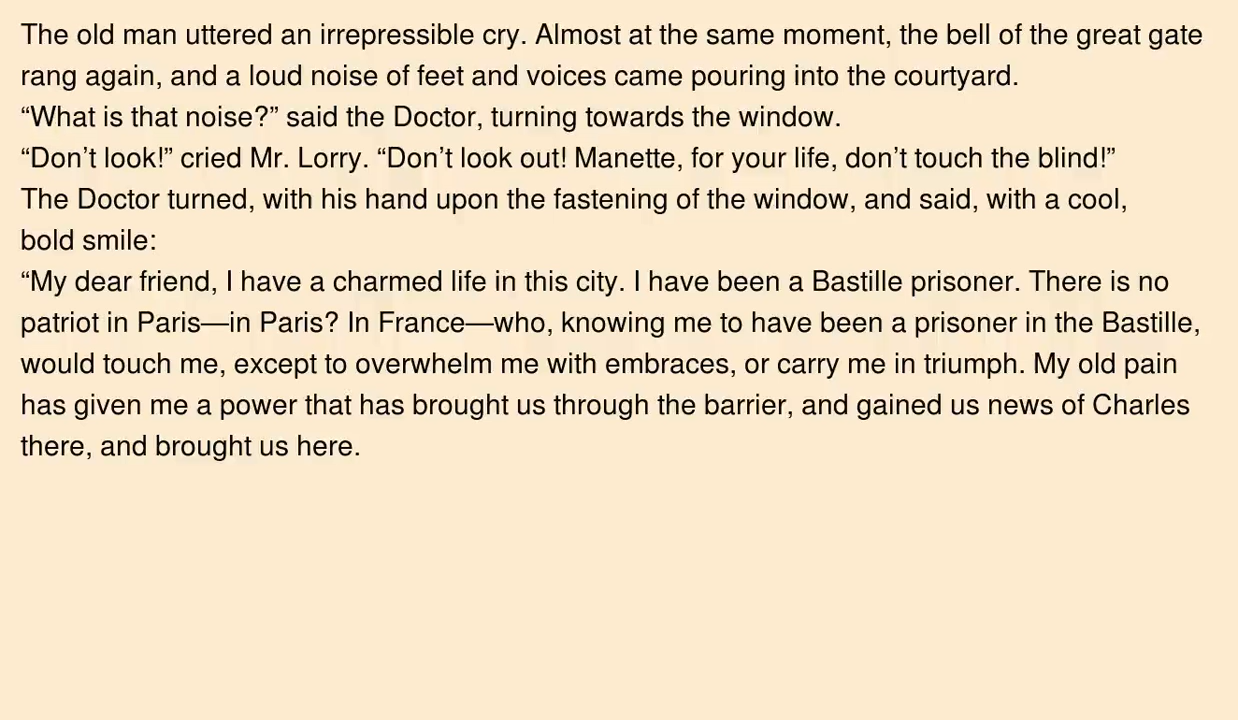 The old man uttered an irrepressible cry. Almost at the same moment, the bell of the great gate
rang again, and a loud noise of feet and voices came pouring into the courtyard.
“What is that noise?” said the Doctor, turning towards the window.
“Don’t look!” cried Mr. Lorry. “Don’t look out! Manette, for your life, don’t touch the blind!”
The Doctor turned, with his hand upon the fastening of the window, and said, with a cool,
bold smile:
“My dear friend, I have a charmed life in this city. I have been a Bastille prisoner. There is no
patriot in Paris—in Paris? In France—who, knowing me to have been a prisoner in the Bastille,
would touch me, except to overwhelm me with embraces, or carry me in triumph. My old pain
has given me a power that has brought us through the barrier, and gained us news of Charles
there, and brought us here.